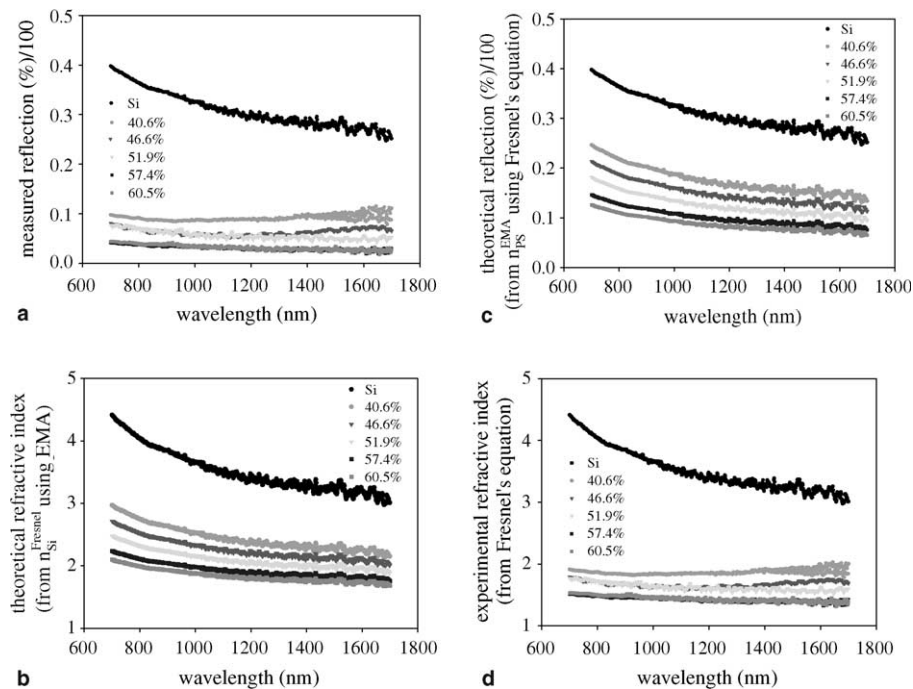 0.5
0.4
0.3
0.2
0.1
0.0
measured reflection (%)/100
Si
40.6%
46.6%
51.9%
57.4%
60.5%
600 800 1000 1200 1400 1600 1800
wavelength (nm)
a
0.5
0.4
0.3
0.2
0.1
0.0
theoretical reflection (%)/100
(from n_PS^EMA using Fresnel's equation)
Si
40.6%
46.6%
51.9%
57.4%
60.5%
600 800 1000 1200 1400 1600 1800
wavelength (nm)
c
5
4
3
2
1
theoretical refractive index
(from n_Si^Fresnel using EMA)
Si
40.6%
46.6%
51.9%
57.4%
60.5%
600 800 1000 1200 1400 1600 1800
wavelength (nm)
b
5
4
3
2
1
experimental refractive index
(from Fresnel's equation)
Si
40.6%
46.6%
51.9%
57.4%
60.5%
600 800 1000 1200 1400 1600 1800
wavelength (nm)
d